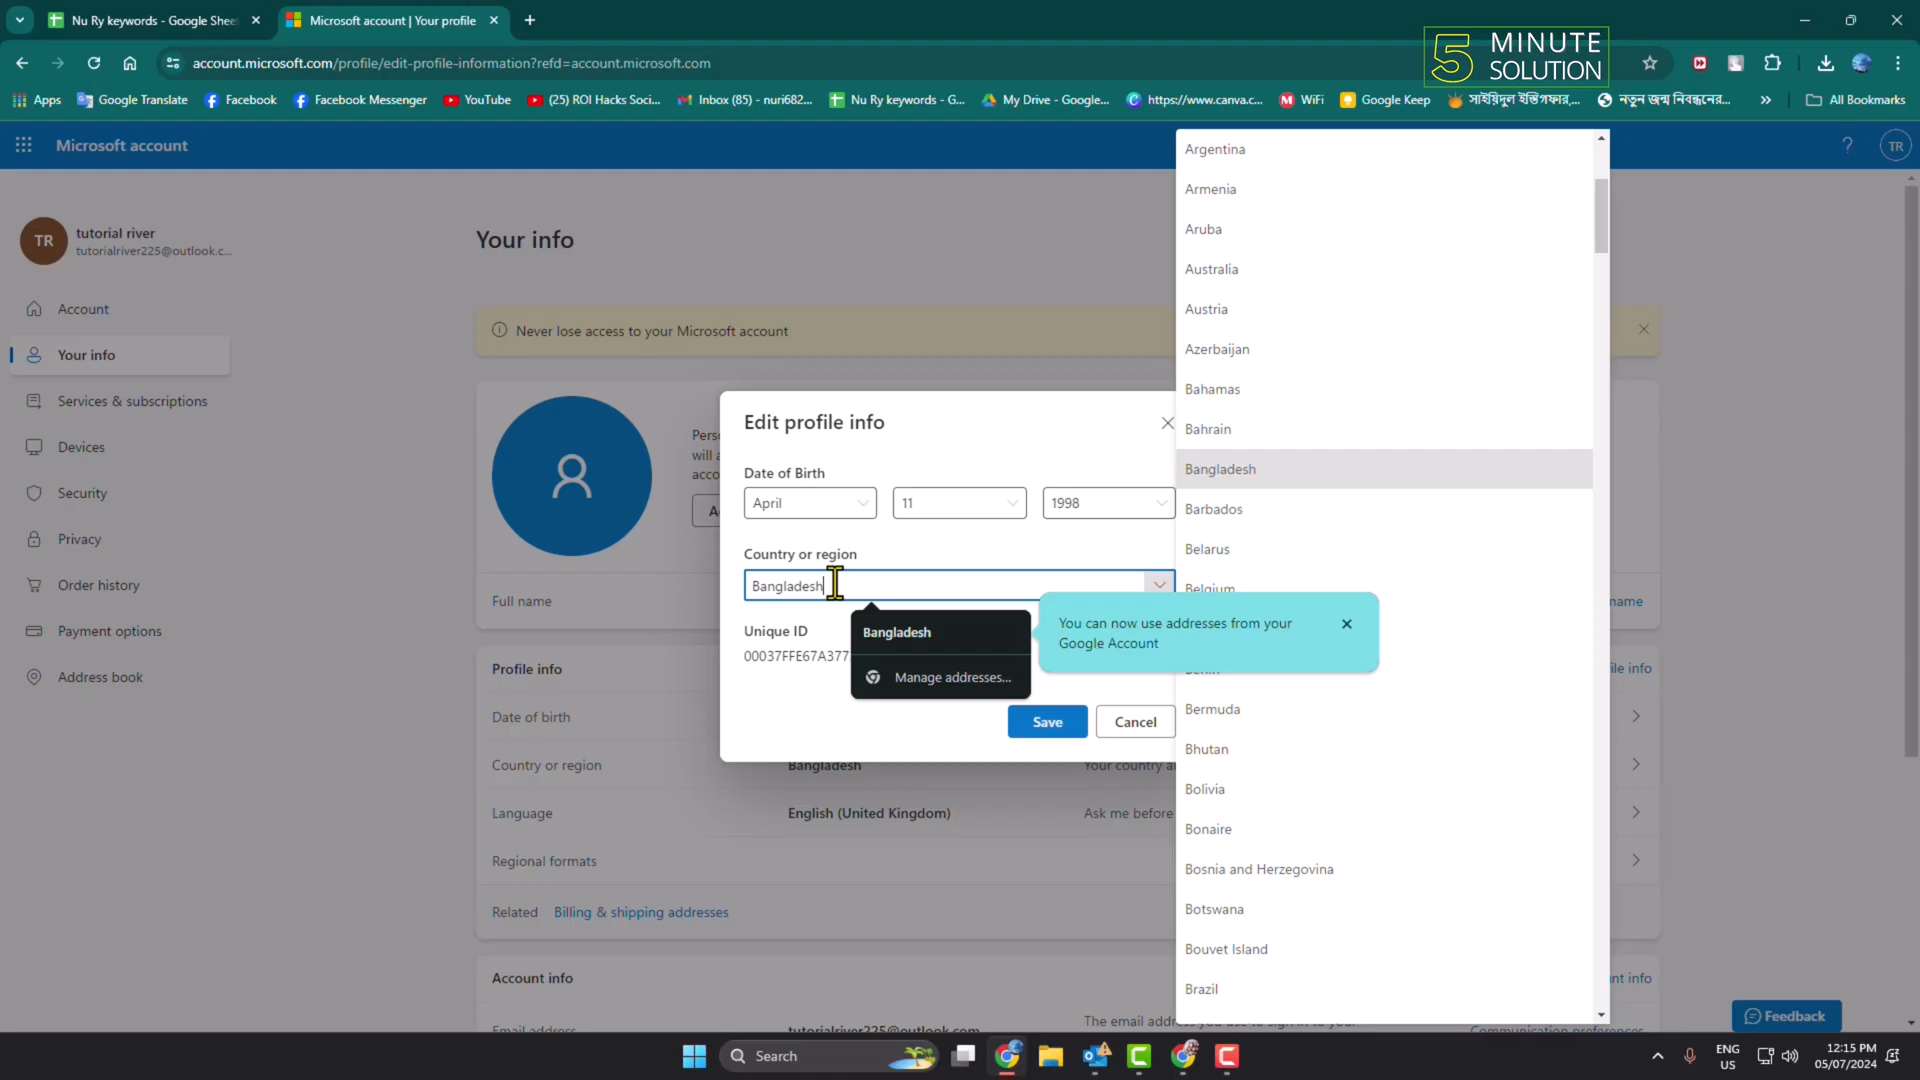 Nu Ry keywords - Google Shee
Microsoft account | Your profile
5 MINUTE SOLUTION
account.microsoft.com/profile/edit-profile-information?refd=account.microsoft.com
Apps
Google Translate
Facebook
Facebook Messenger
YouTube
(25) ROI Hacks Soci...
Inbox (85) - nuri682...
Nu Ry keywords - G...
My Drive - Google...
https://www.canva.c...
WiFi
Google Keep
সাইয়িদুল ইস্তিগফার,...
নতুন জন্ম নিবন্ধনের...
All Bookmarks
Microsoft account
?
TR
TR
tutorial river
tutorialriver225@outlook.c...
Account
Your info
Services & subscriptions
Devices
Security
Privacy
Order history
Payment options
Address book
Your info
Never lose access to your Microsoft account
Full name
name
Profile info
ile info
Date of birth
Country or region
Bangladesh
Language
English (United Kingdom)
Ask me before
Regional formats
Related
Billing & shipping addresses
Account info
nt info
Email address
tutorialriver225@outlook.com
Communication preferences
Feedback
Edit profile info
Date of Birth
April
11
1998
Country or region
Bangladesh
Unique ID
00037FFE67A377
Bangladesh
Manage addresses...
You can now use addresses from your
Google Account
Save
Cancel
Argentina
Armenia
Aruba
Australia
Austria
Azerbaijan
Bahamas
Bahrain
Bangladesh
Barbados
Belarus
Belgium
Bermuda
Bhutan
Bolivia
Bonaire
Bosnia and Herzegovina
Botswana
Bouvet Island
Brazil
Search
ENG
US
12:15 PM
05/07/2024